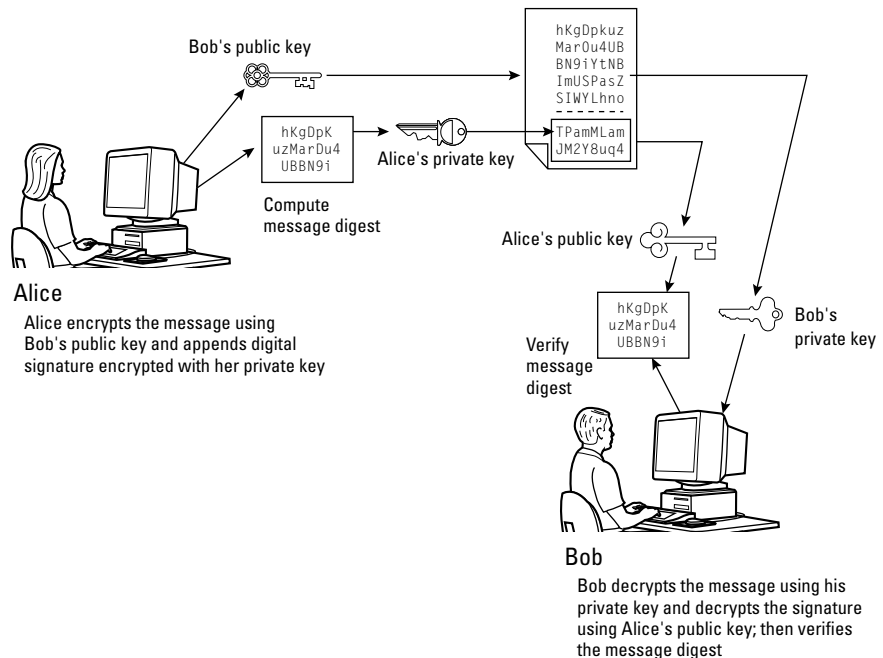 Bob's public key
hKgDpkuz
MarOu4UB
BN9iYtNB
ImUSPasZ
SIWYLhno
TPamMLam
JM2Y8uq4
hKgDpK
uzMarDu4
UBBN9i
Alice's private key
Compute
message digest
Alice's public key
Alice
Alice encrypts the message using
Bob's public key and appends digital
signature encrypted with her private key
hKgDpK
uzMarDu4
UBBN9i
Verify
message
digest
Bob's
private key
Bob
Bob decrypts the message using his
private key and decrypts the signature
using Alice's public key; then verifies
the message digest